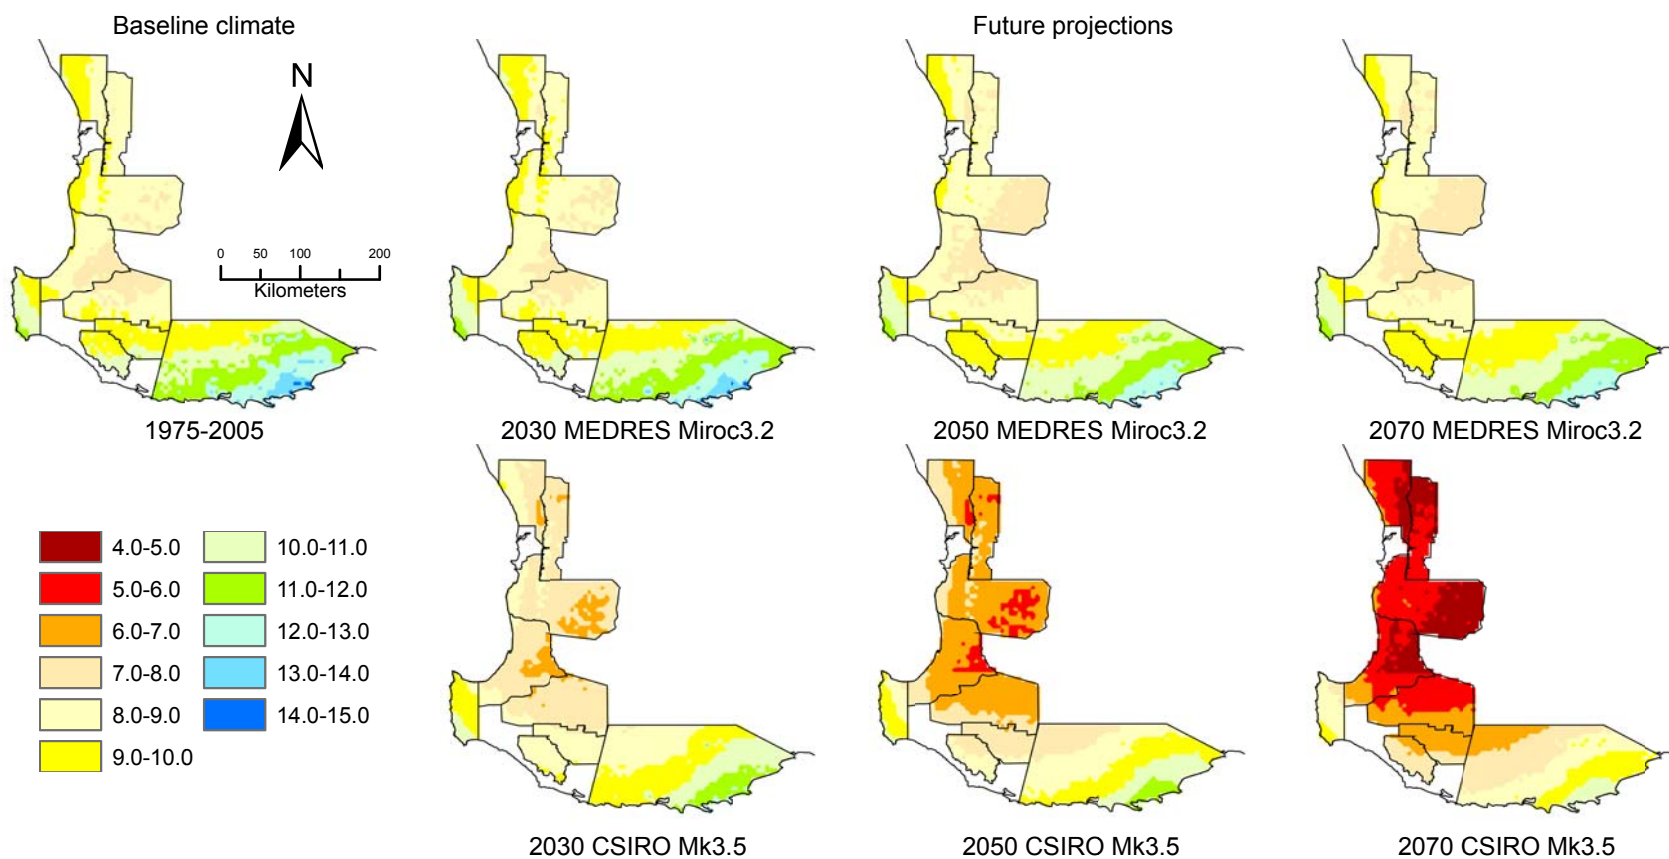 Baseline climate
Future projections
N
0 50 100 200
Kilometers
1975-2005
2030 MEDRES Miroc3.2
2050 MEDRES Miroc3.2
2070 MEDRES Miroc3.2
4.0-5.0
5.0-6.0
6.0-7.0
7.0-8.0
8.0-9.0
9.0-10.0
10.0-11.0
11.0-12.0
12.0-13.0
13.0-14.0
14.0-15.0
2030 CSIRO Mk3.5
2050 CSIRO Mk3.5
2070 CSIRO Mk3.5